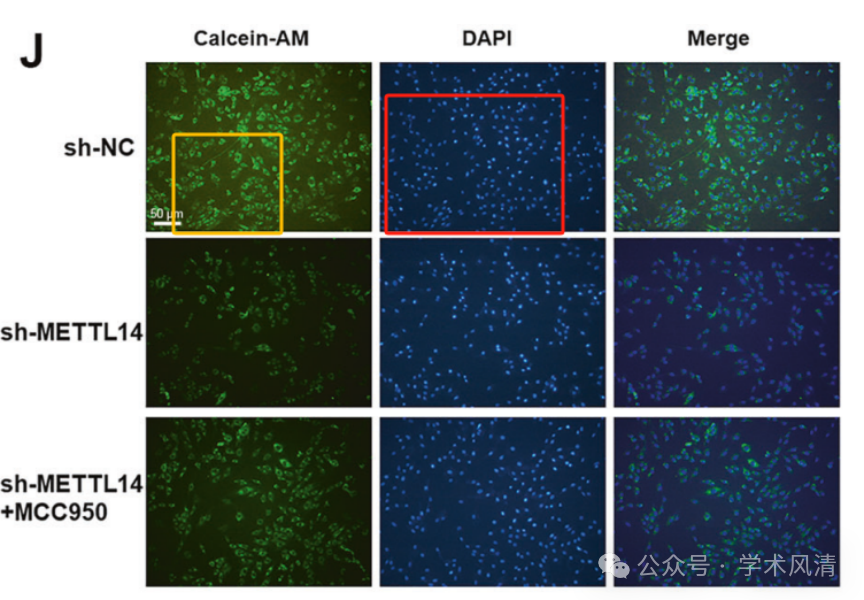 J
Calcein-AM DAPI Merge
sh-NC
50 μm
sh-METTL14
sh-METTL14
+MCC950
公众号 · 学术风清